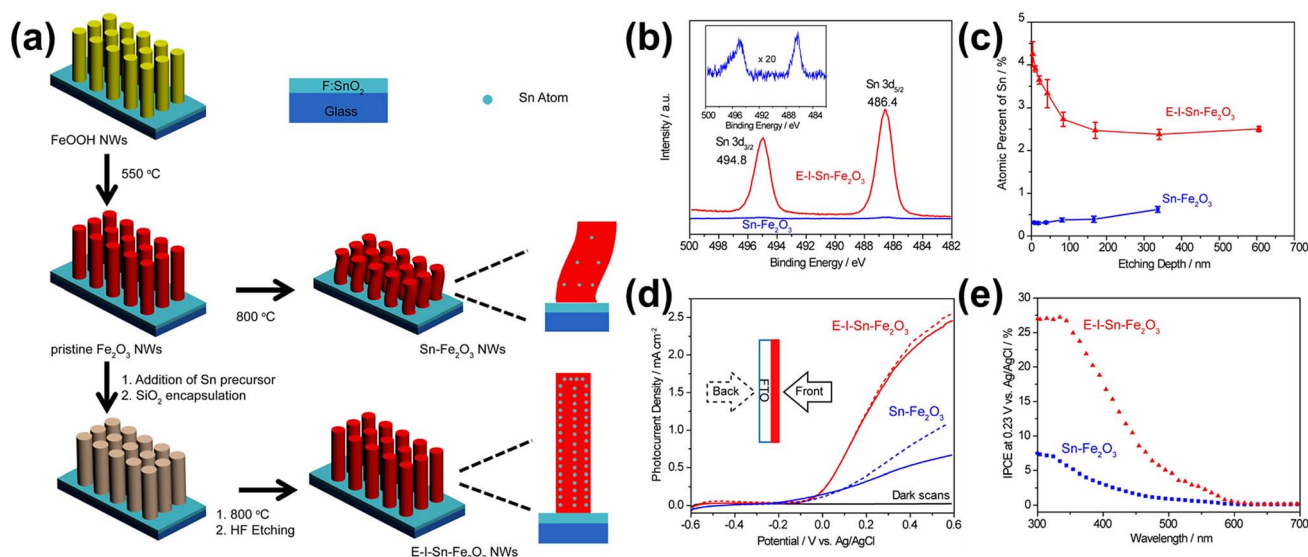 (a)
FeOOH NWs
F:SnO₂
Glass
Sn Atom
550 °C
pristine Fe₂O₃ NWs
800 °C
Sn-Fe₂O₃ NWs
1. Addition of Sn precursor
2. SiO₂ encapsulation
1. 800 °C
2. HF Etching
E-I-Sn-Fe₂O₃ NWs
(b)
x 20
500 496 492 488 484
Binding Energy / eV
Sn 3d₃/₂
494.8
Sn 3d₅/₂
486.4
E-I-Sn-Fe₂O₃
Sn-Fe₂O₃
Intensity / a.u.
500 498 496 494 492 490 488 486 484 482
Binding Energy / eV
(c)
Atomic Percent of Sn / %
5
4
3
2
1
0
E-I-Sn-Fe₂O₃
Sn-Fe₂O₃
0 100 200 300 400 500 600 700
Etching Depth / nm
(d)
Photocurrent Density / mA cm⁻²
2.5
2.0
1.5
1.0
0.5
0.0
E-I-Sn-Fe₂O₃
Back
FTO
Front
Sn-Fe₂O₃
Dark scans
-0.6 -0.4 -0.2 0.0 0.2 0.4 0.6
Potential / V vs. Ag/AgCl
(e)
IPCE at 0.23 V vs. Ag/AgCl / %
30
25
20
15
10
5
0
E-I-Sn-Fe₂O₃
Sn-Fe₂O₃
300 400 500 600 700
Wavelength / nm